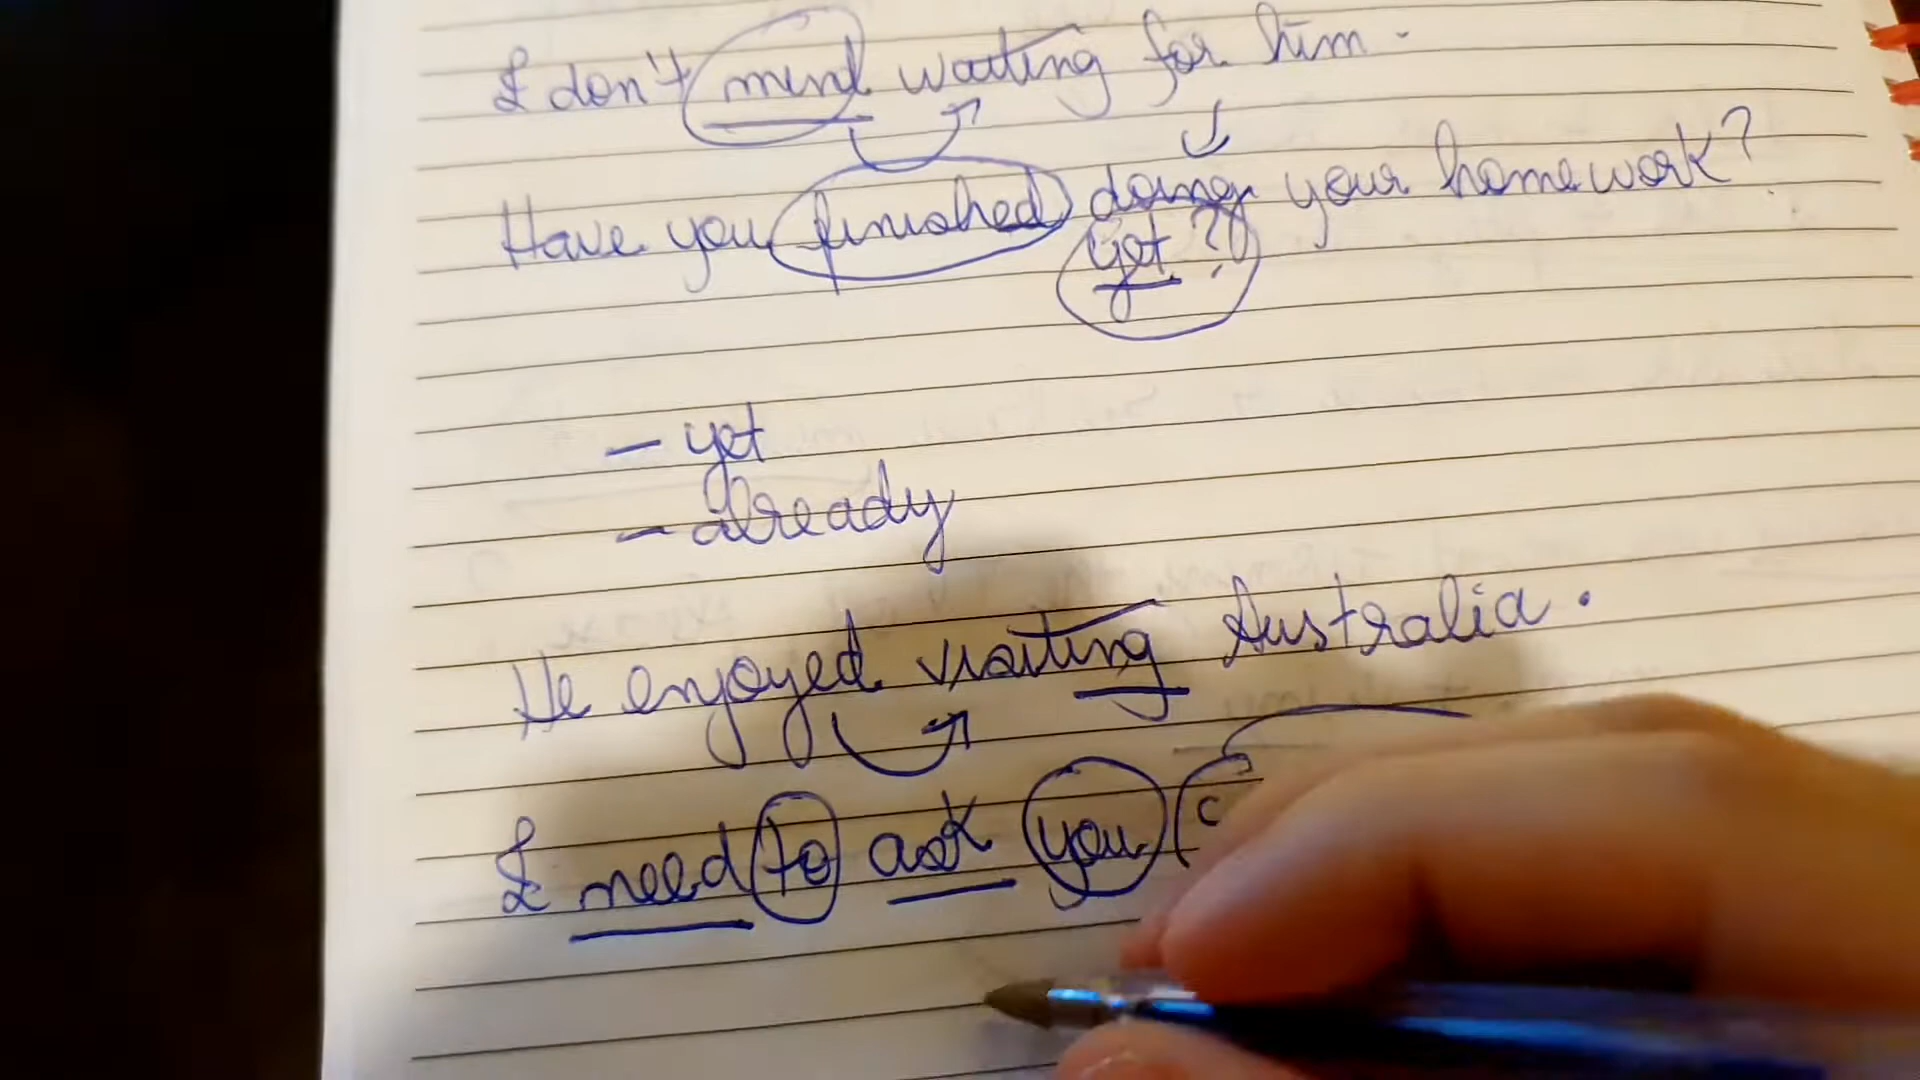 I don't mind waiting for him.
Have you finished doing your homework?
yet?
- yet
- already
He enjoyed visiting Australia.
I need to ask you